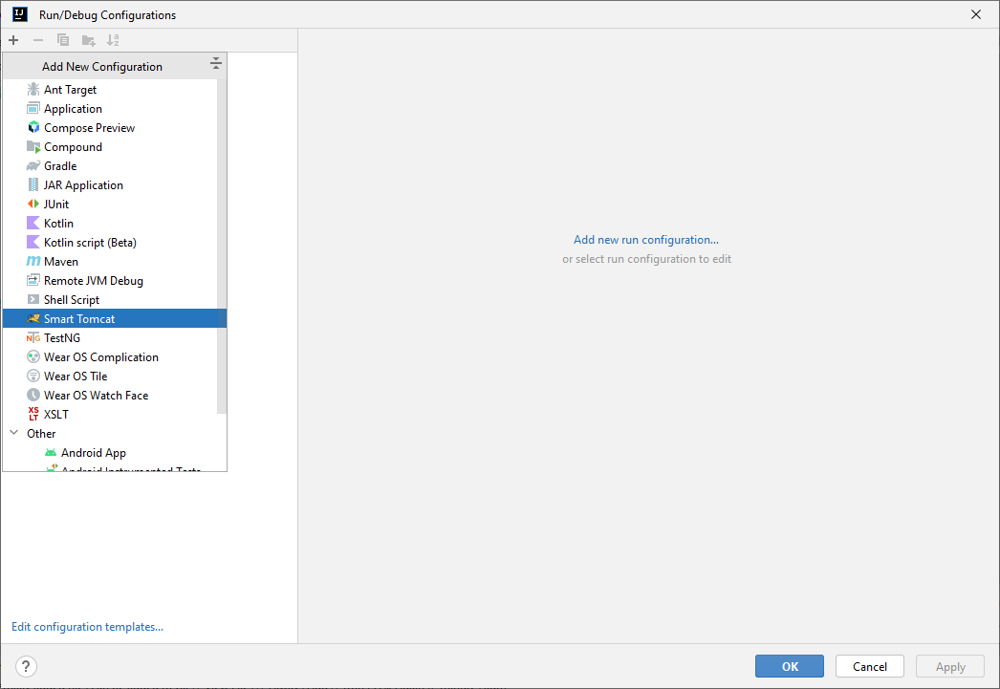 Run/Debug Configurations
Add New Configuration
Ant Target
Application
Compose Preview
Compound
Gradle
JAR Application
JUnit
Kotlin
Kotlin script (Beta)
Maven
Remote JVM Debug
Shell Script
Smart Tomcat
TestNG
Wear OS Complication
Wear OS Tile
Wear OS Watch Face
XSLT
Other
Android App
Android Instrumented Tests
Add new run configuration...
or select run configuration to edit
Edit configuration templates...
?
OK
Cancel
Apply